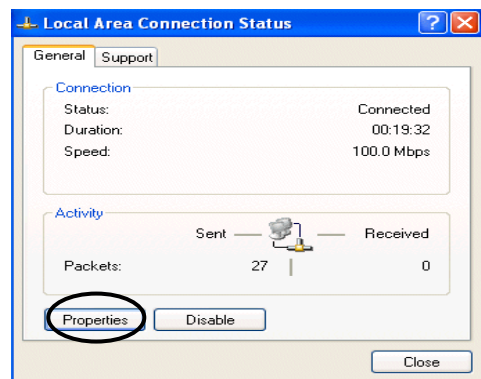 Local Area Connection Status
General Support
Connection
Status: Connected
Duration: 00:19:32
Speed: 100.0 Mbps
Activity
Sent Received
Packets: 27 0
Properties Disable
Close